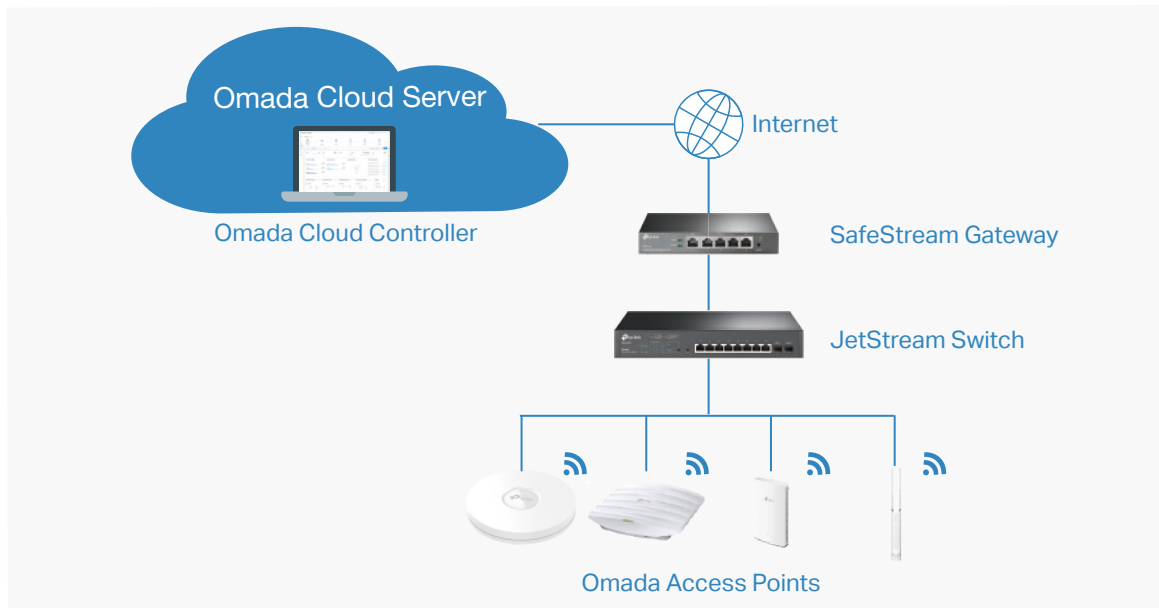 Omada Cloud Server
Internet
Omada Cloud Controller
SafeStream Gateway
JetStream Switch
Omada Access Points